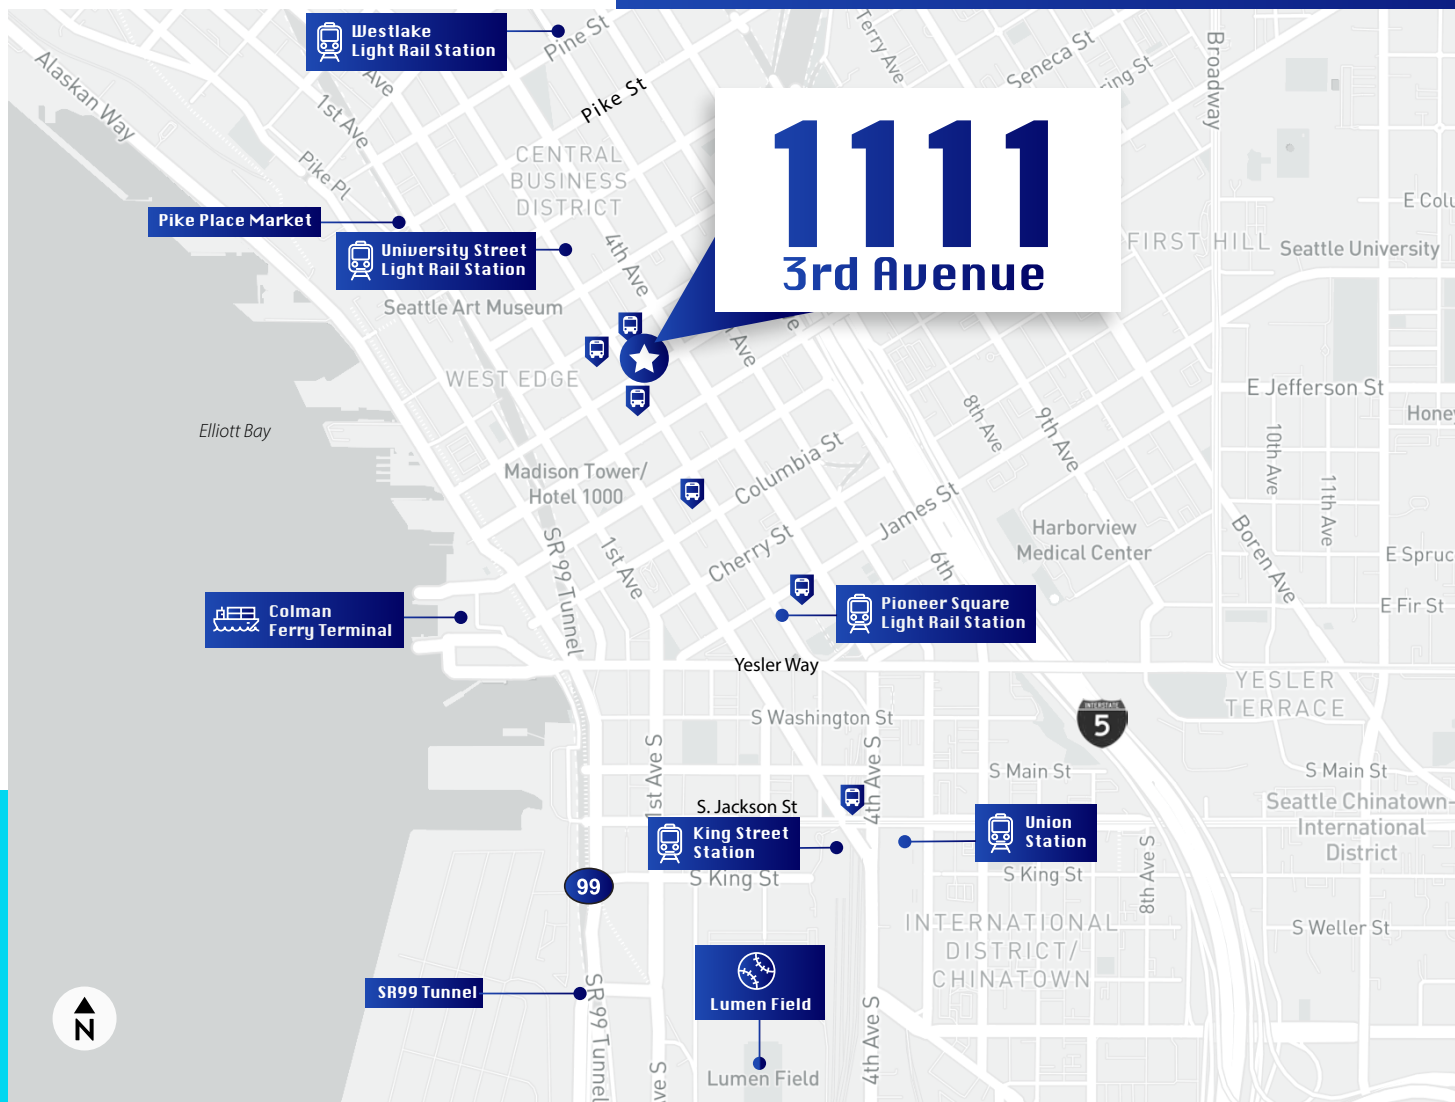 Westlake
Light Rail Station
Pine St
Terry Ave
Seneca St
Broadway
Alaskan Way
Ave
1st Ave
Pike St
ring St
1111
3rd Avenue
CENTRAL
BUSINESS
DISTRICT
Pike Pl
Pike Place Market
University Street
Light Rail Station
4th Ave
FIRST HILL
Seattle University
E Colu
Seattle Art Museum
Ave
e
WEST EDGE
E Jefferson St
Honey
Elliott Bay
8th Ave
9th Ave
10th Ave
11th Ave
Madison Tower/
Hotel 1000
Columbia St
James St
Cherry St
Harborview
Medical Center
Boren Ave
E Spruc
SR 99 Tunnel
1st Ave
6th
Colman
Ferry Terminal
Pioneer Square
Light Rail Station
E Fir St
Yesler Way
YESLER
TERRACE
S Washington St
INTERSTATE
5
1st Ave S
4th Ave S
S Main St
S Main St
S. Jackson St
Seattle Chinatown-
International
District
King Street
Station
Union
Station
S King St
S King St
8th Ave S
99
INTERNATIONAL
DISTRICT/
CHINATOWN
S Weller St
Lumen Field
SR99 Tunnel
SR 99 Tunnel
4th Ave S
ve S
Lumen Field
N